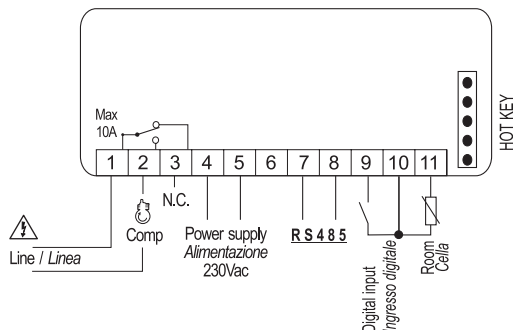 HOT KEY
Max
10A
1 2 3 4 5 6 7 8 9 10 11
N.C.
Comp
Line / Linea
Power supply
Alimentazione
230Vac
RS485
Digital input
Ingresso digitale
Room
Cella